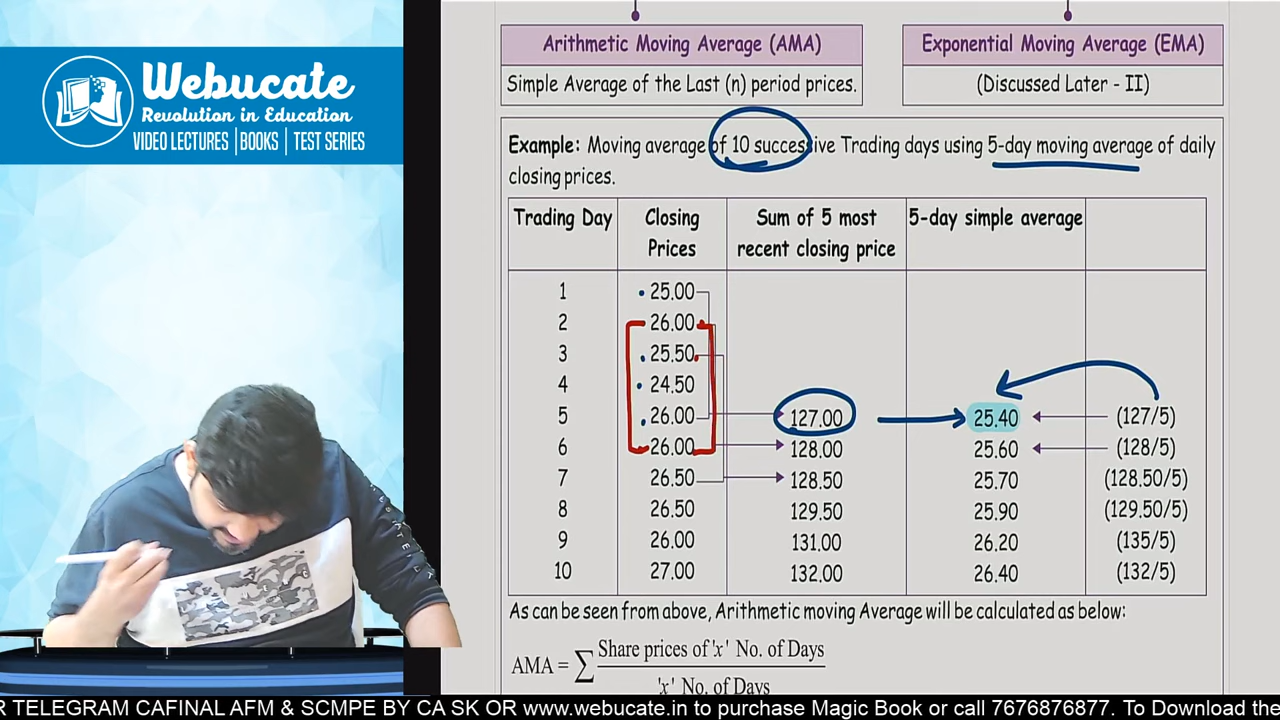 Webucate
Revolution in Education
VIDEO LECTURES | BOOKS | TEST SERIES
Arithmetic Moving Average (AMA)
Simple Average of the Last (n) period prices.
Exponential Moving Average (EMA)
(Discussed Later - II)
Example: Moving average of 10 successive Trading days using 5-day moving average of daily
closing prices.
Trading Day Closing Prices Sum of 5 most recent closing price 5-day simple average
1 25.00
2 26.00
3 25.50
4 24.50
5 26.00 127.00 25.40 (127/5)
6 26.00 128.00 25.60 (128/5)
7 26.50 128.50 25.70 (128.50/5)
8 26.50 129.50 25.90 (129.50/5)
9 26.00 131.00 26.20 (135/5)
10 27.00 132.00 26.40 (132/5)
As can be seen from above, Arithmetic moving Average will be calculated as below:
AMA = ∑ Share prices of 'x' No. of Days
'x' No. of Days
R TELEGRAM CAFINAL AFM & SCMPE BY CA SK OR www.webucate.in to purchase Magic Book or call 7676876877. To Download the